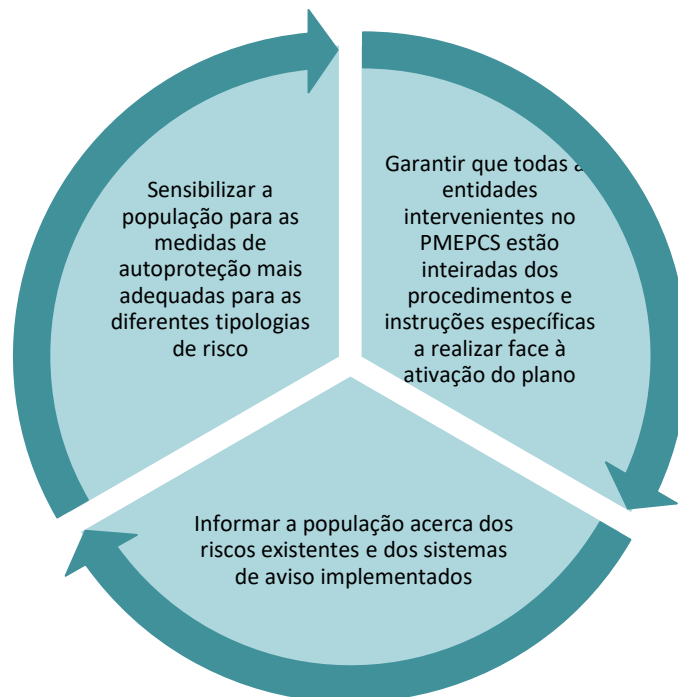 Sensibilizar a
população para as
medidas de
autoproteção mais
adequadas para as
diferentes tipologias
de risco
Garantir que todas
entidades
intervenientes no
PMEPCS estão
inteiradas dos
procedimentos e
instruções específicas
a realizar face à
ativação do plano
Informar a população acerca dos
riscos existentes e dos sistemas
de aviso implementados